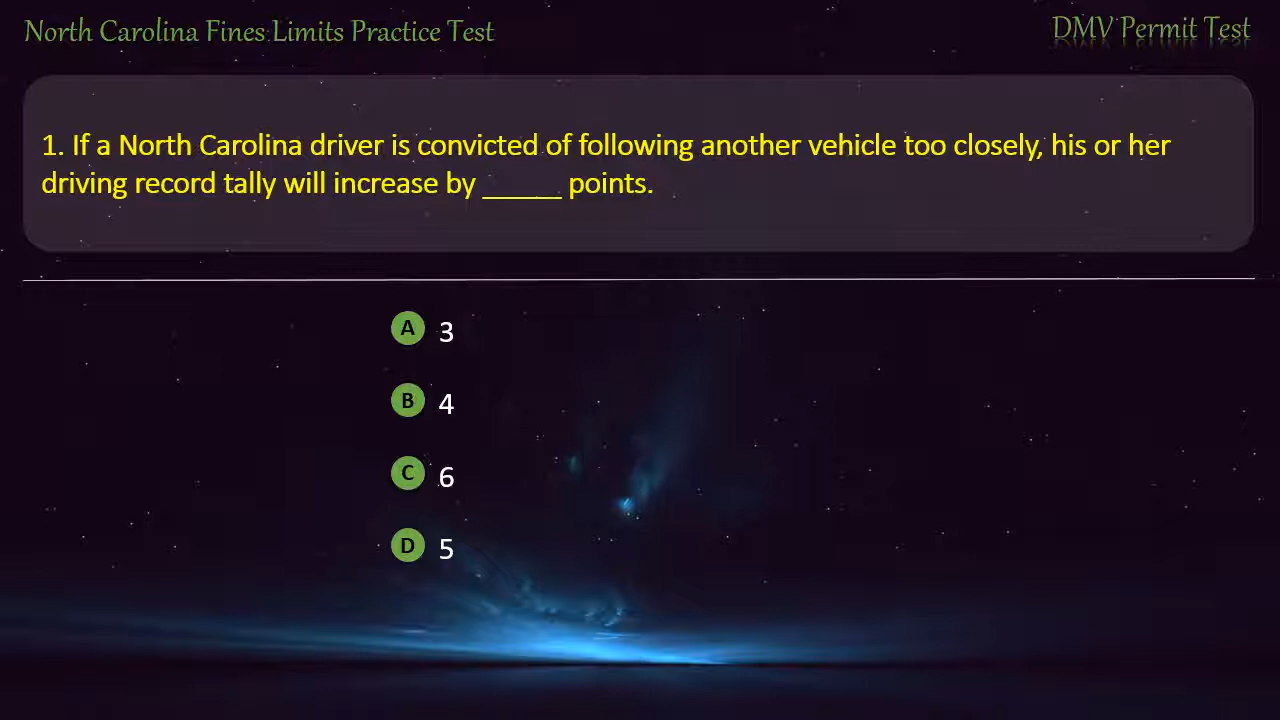 North Carolina Fines Limits Practice Test
DMV Permit Test
1. If a North Carolina driver is convicted of following another vehicle too closely, his or her
driving record tally will increase by _____ points.
A 3
B 4
C 6
D 5